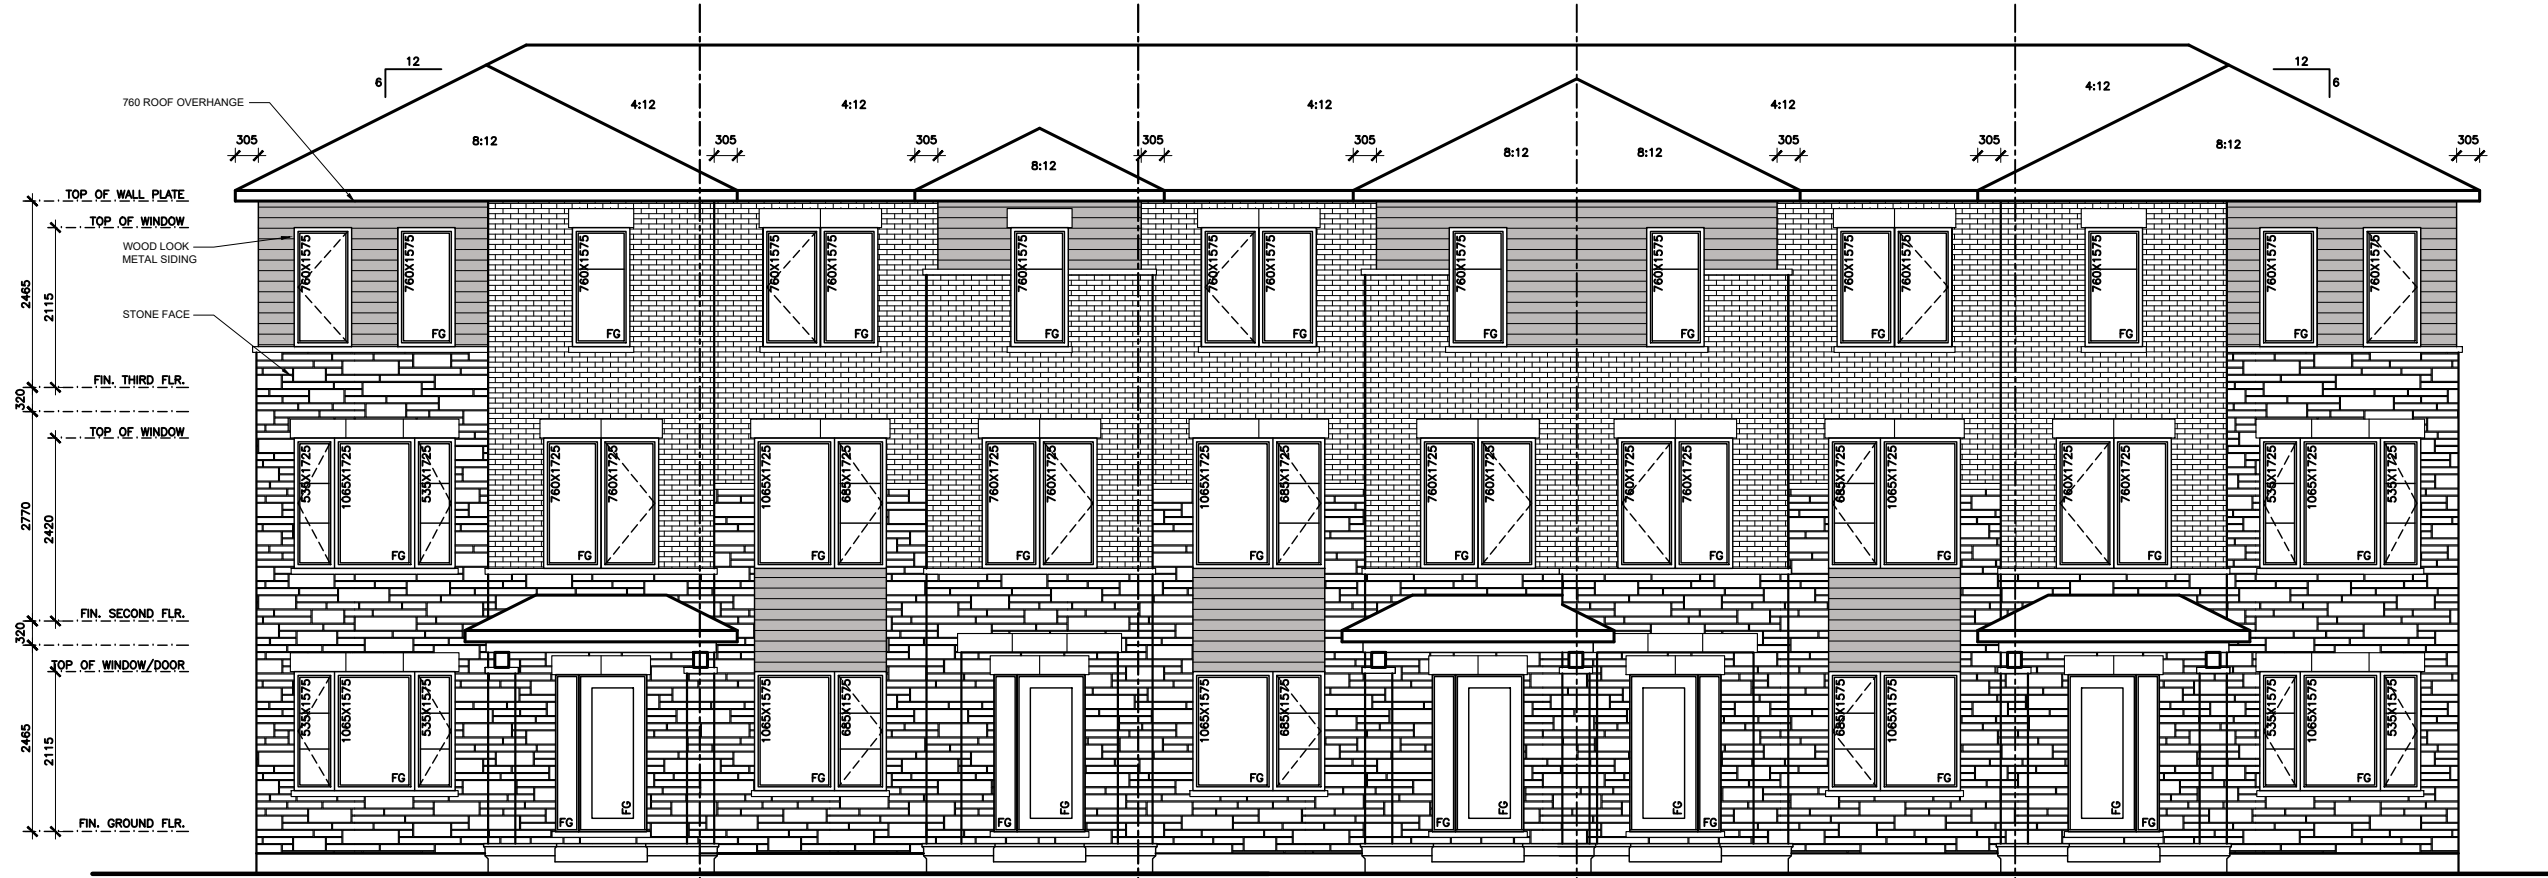 12
6
12
6
760 ROOF OVERHANGE
4:12
4:12
4:12
4:12
4:12
8:12
8:12
8:12
8:12
8:12
305
305
305
305
305
305
305
305
TOP OF WALL PLATE
TOP OF WINDOW
WOOD LOOK
METAL SIDING
STONE FACE
2465
2115
760X1575
760X1575
FG
760X1575
FG
760X1575
760X1575
FG
760X1575
FG
760X1575
760X1575
FG
760X1575
FG
760X1575
FG
760X1575
FG
760X1575
760X1575
FG
760X1575
FG
760X1575
FIN. THIRD FLR.
320
TOP OF WINDOW
2770
2420
535X1725
1065X1725
FG
535X1725
760X1725
FG
760X1725
1065X1725
FG
685X1725
760X1725
FG
760X1725
1065X1725
FG
685X1725
760X1725
FG
760X1725
760X1725
760X1725
FG
685X1725
1065X1725
FG
760X1725
760X1725
FG
535X1725
1065X1725
FG
535X1725
FIN. SECOND FLR.
320
TOP OF WINDOW/DOOR
2465
2115
535X1575
1065X1575
FG
535X1575
FG
FG
1065X1575
FG
685X1575
FG
FG
1065X1575
FG
685X1575
FG
FG
FG
FG
685X1575
1065X1575
FG
FG
FG
535X1575
1065X1575
FG
535X1575
FIN. GROUND FLR.